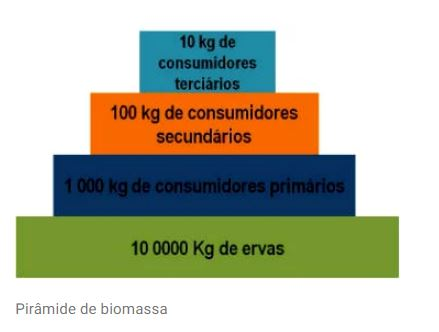 10 kg de
consumidores
terciários
100 kg de consumidores
secundários
1 000 kg de consumidores primários
10 0000 Kg de ervas
Pirâmide de biomassa